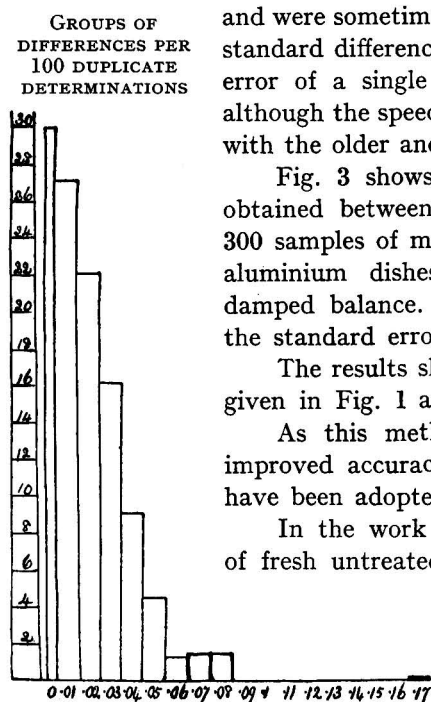 GROUPS OF
DIFFERENCES PER
100 DUPLICATE
DETERMINATIONS
30
28
26
24
22
20
18
16
14
12
10
8
6
4
2
0 ·01 ·02 ·03 ·04 ·05 ·06 ·07 ·08 ·09 ·1 ·11 ·12 ·13 ·14 ·15 ·16 ·17
and were sometim
standard differenc
error of a single
although the speed
with the older and
Fig. 3 shows
obtained between
300 samples of m
aluminium dishes
damped balance.
the standard erro
The results sh
given in Fig. 1 a
As this meth
improved accurac
have been adopte
In the work
of fresh untreated